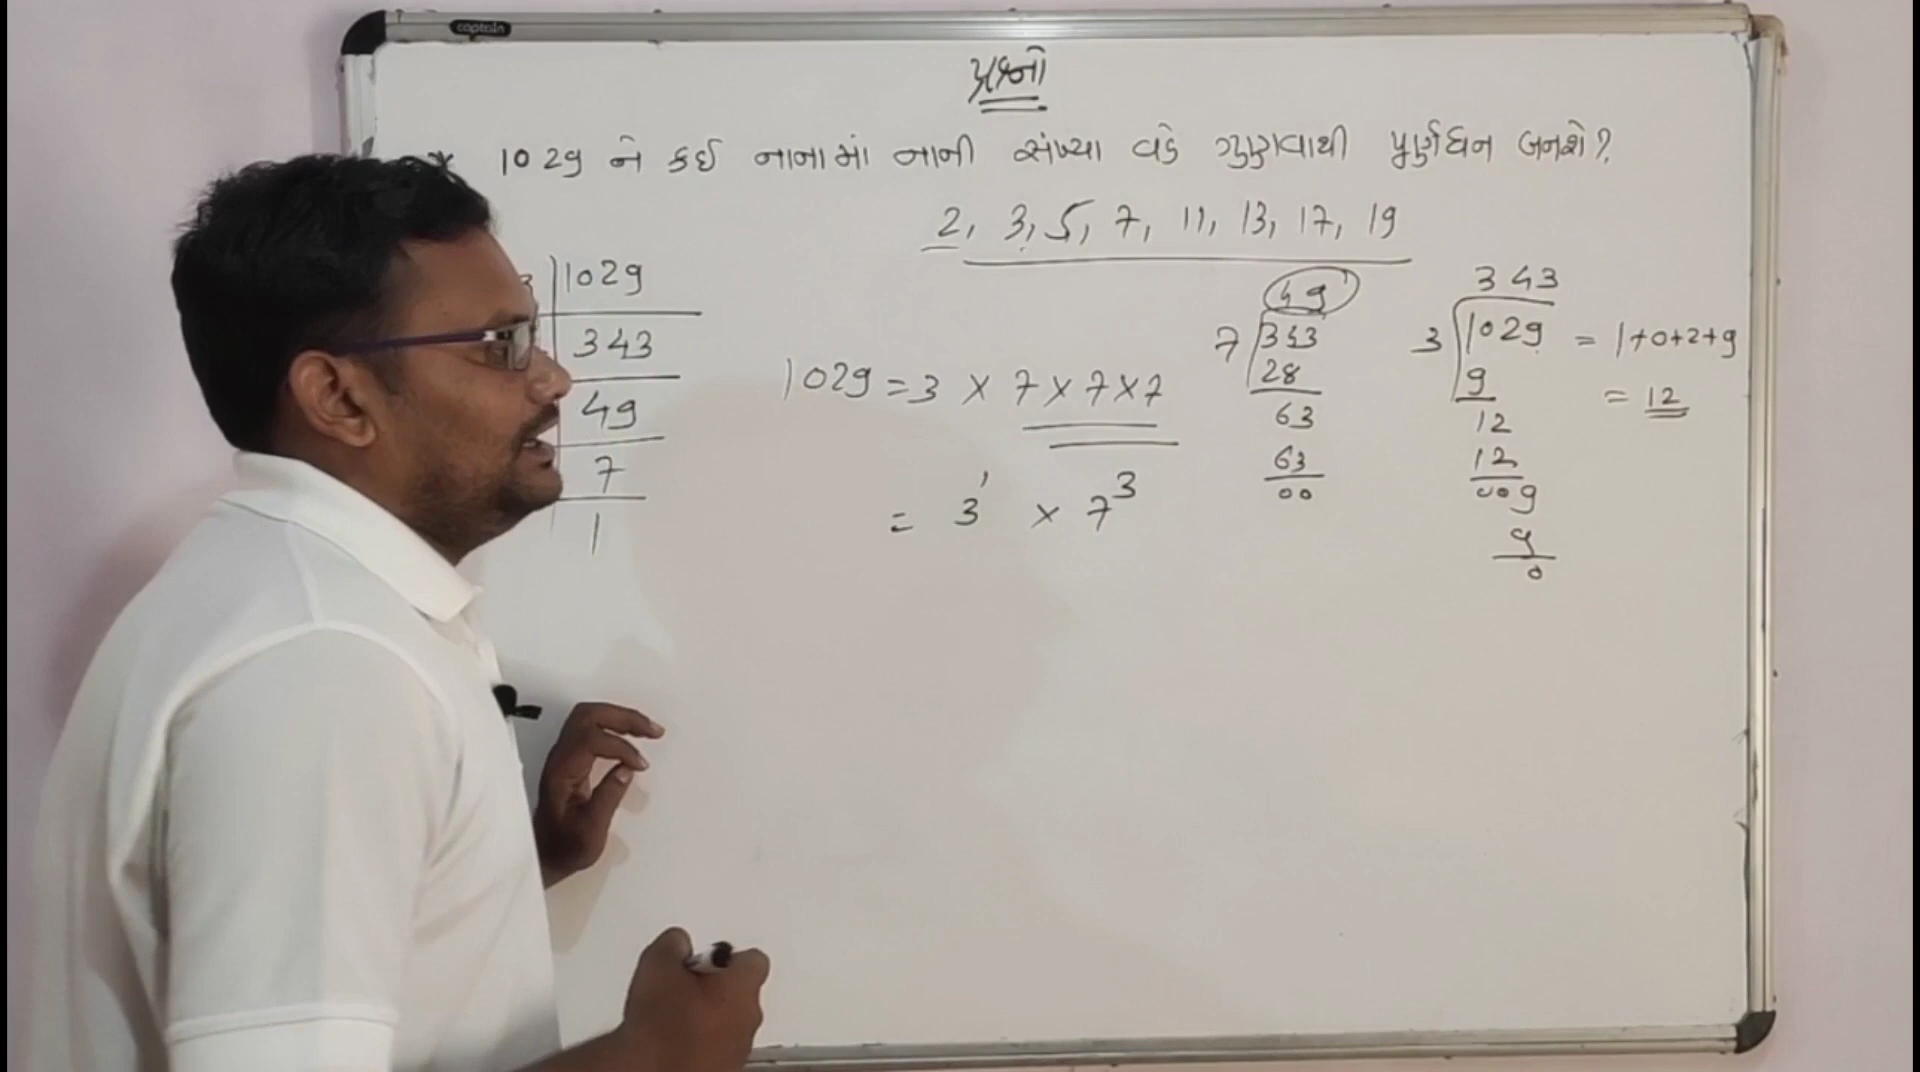 captain
પ્રશ્નો
* 1029 ને કઈ નાનામાં નાની સંખ્યા વડે ગુણવાથી પૂર્ણઘન બનશે?
2, 3, 5, 7, 11, 13, 17, 19
3 1029
343
49
7
1
1029 = 3 × 7 × 7 × 7
= 3¹ × 7³
49
7 343
28
63
63
00
343
3 1029 = 1+0+2+9
9 = 12
12
12
009
9
0